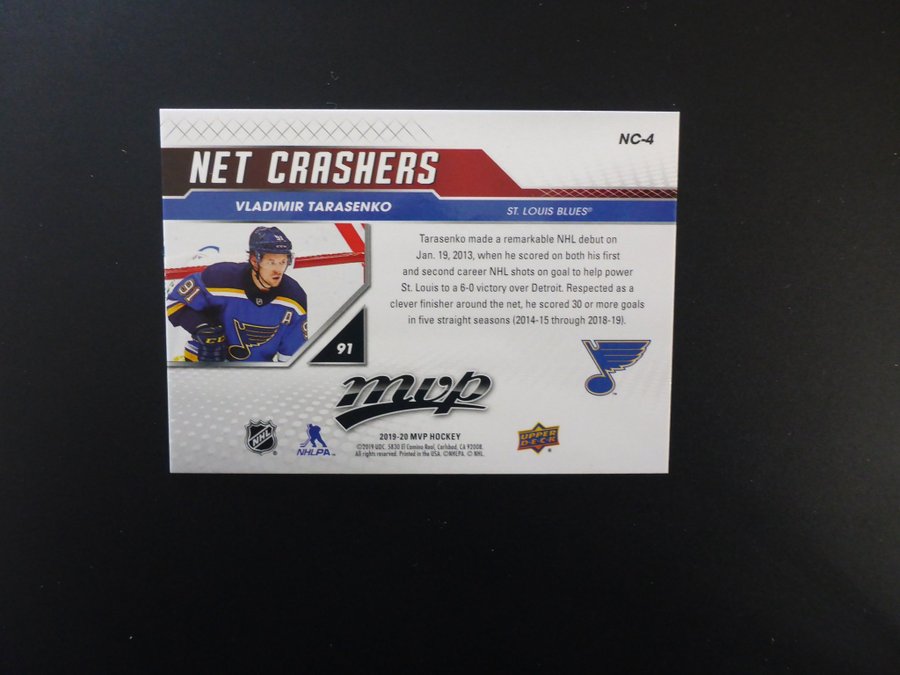 NC-4
NET CRASHERS
VLADIMIR TARASENKO
ST. LOUIS BLUES®
Tarasenko made a remarkable NHL debut on
Jan. 19, 2013, when he scored on both his first
and second career NHL shots on goal to help power
St. Louis to a 6-0 victory over Detroit. Respected as a
clever finisher around the net, he scored 30 or more goals
in five straight seasons (2014-15 through 2018-19).
91
A
CCM
91
mvp
NHL
NHLPA
2019-20 MVP HOCKEY
©2019 UDC. 5830 El Camino Real, Carlsbad, CA 92008.
All rights reserved. Printed in the USA. ©NHLPA. © NHL.
UPPER
DECK